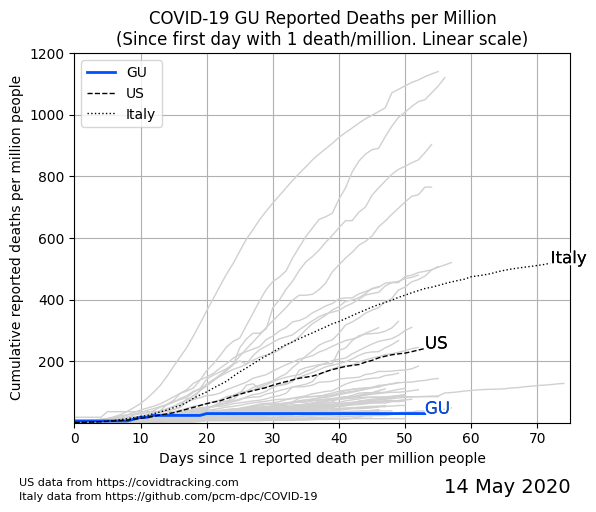 COVID-19 GU Reported Deaths per Million
(Since first day with 1 death/million. Linear scale)
Cumulative reported deaths per million people
1200
1000
800
600
400
200
GU
US
Italy
Italy
US
GU
0 10 20 30 40 50 60 70
Days since 1 reported death per million people
US data from https://covidtracking.com
Italy data from https://github.com/pcm-dpc/COVID-19
14 May 2020